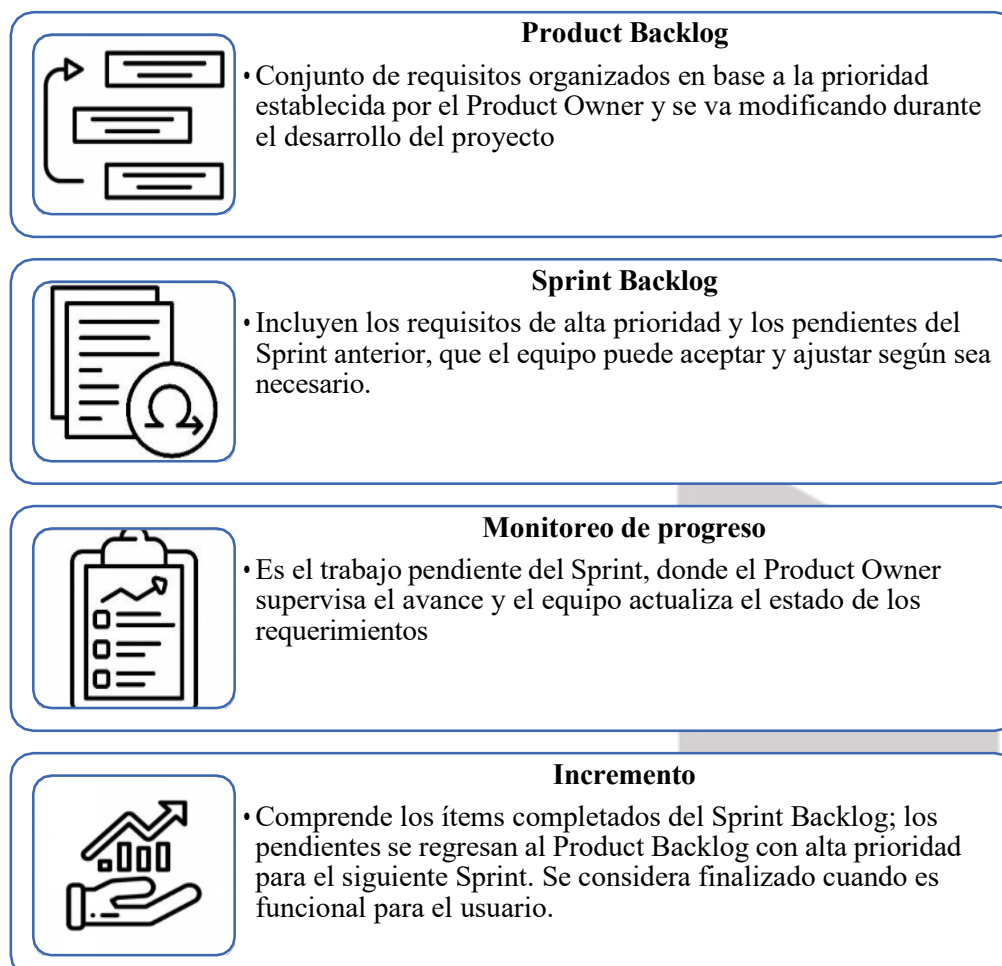 Product Backlog
• Conjunto de requisitos organizados en base a la prioridad
establecida por el Product Owner y se va modificando durante
el desarrollo del proyecto
Sprint Backlog
• Incluyen los requisitos de alta prioridad y los pendientes del
Sprint anterior, que el equipo puede aceptar y ajustar según sea
necesario.
Monitoreo de progreso
• Es el trabajo pendiente del Sprint, donde el Product Owner
supervisa el avance y el equipo actualiza el estado de los
requerimientos
Incremento
• Comprende los ítems completados del Sprint Backlog; los
pendientes se regresan al Product Backlog con alta prioridad
para el siguiente Sprint. Se considera finalizado cuando es
funcional para el usuario.